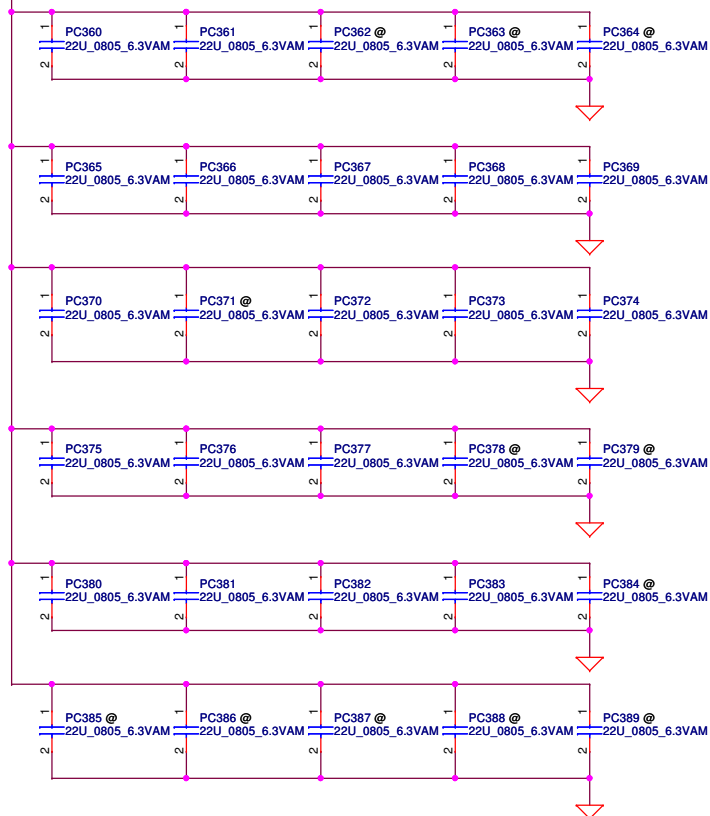 1 1 1 1 1
PC360 PC361 PC362 @ PC363 @ PC364 @
22U_0805_6.3VAM 22U_0805_6.3VAM 22U_0805_6.3VAM 22U_0805_6.3VAM 22U_0805_6.3VAM
2 2 2 2 2
1 1 1 1 1
PC365 PC366 PC367 PC368 PC369
22U_0805_6.3VAM 22U_0805_6.3VAM 22U_0805_6.3VAM 22U_0805_6.3VAM 22U_0805_6.3VAM
2 2 2 2 2
1 1 1 1 1
PC370 PC371 @ PC372 PC373 PC374
22U_0805_6.3VAM 22U_0805_6.3VAM 22U_0805_6.3VAM 22U_0805_6.3VAM 22U_0805_6.3VAM
2 2 2 2 2
1 1 1 1 1
PC375 PC376 PC377 PC378 @ PC379 @
22U_0805_6.3VAM 22U_0805_6.3VAM 22U_0805_6.3VAM 22U_0805_6.3VAM 22U_0805_6.3VAM
2 2 2 2 2
1 1 1 1 1
PC380 PC381 PC382 PC383 PC384 @
22U_0805_6.3VAM 22U_0805_6.3VAM 22U_0805_6.3VAM 22U_0805_6.3VAM 22U_0805_6.3VAM
2 2 2 2 2
1 1 1 1 1
PC385 @ PC386 @ PC387 @ PC388 @ PC389 @
22U_0805_6.3VAM 22U_0805_6.3VAM 22U_0805_6.3VAM 22U_0805_6.3VAM 22U_0805_6.3VAM
2 2 2 2 2